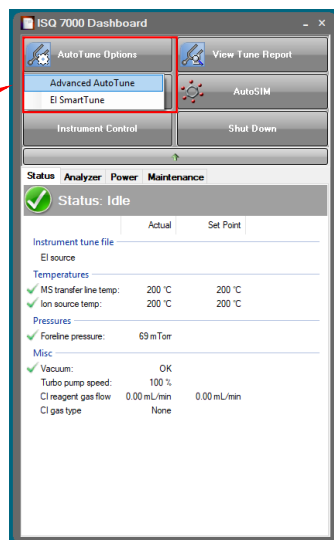 ISQ 7000 Dashboard
AutoTune Options
View Tune Report
Advanced AutoTune
EI SmartTune
AutoSIM
Instrument Control
Shut Down
Status Analyzer Power Maintenance
Status: Idle
Actual Set Point
Instrument tune file
EI source
Temperatures
MS transfer line temp: 200 °C 200 °C
Ion source temp: 200 °C 200 °C
Pressures
Foreline pressure: 69 mTorr
Misc
Vacuum: OK
Turbo pump speed: 100 %
CI reagent gas flow 0.00 mL/min 0.00 mL/min
CI gas type None